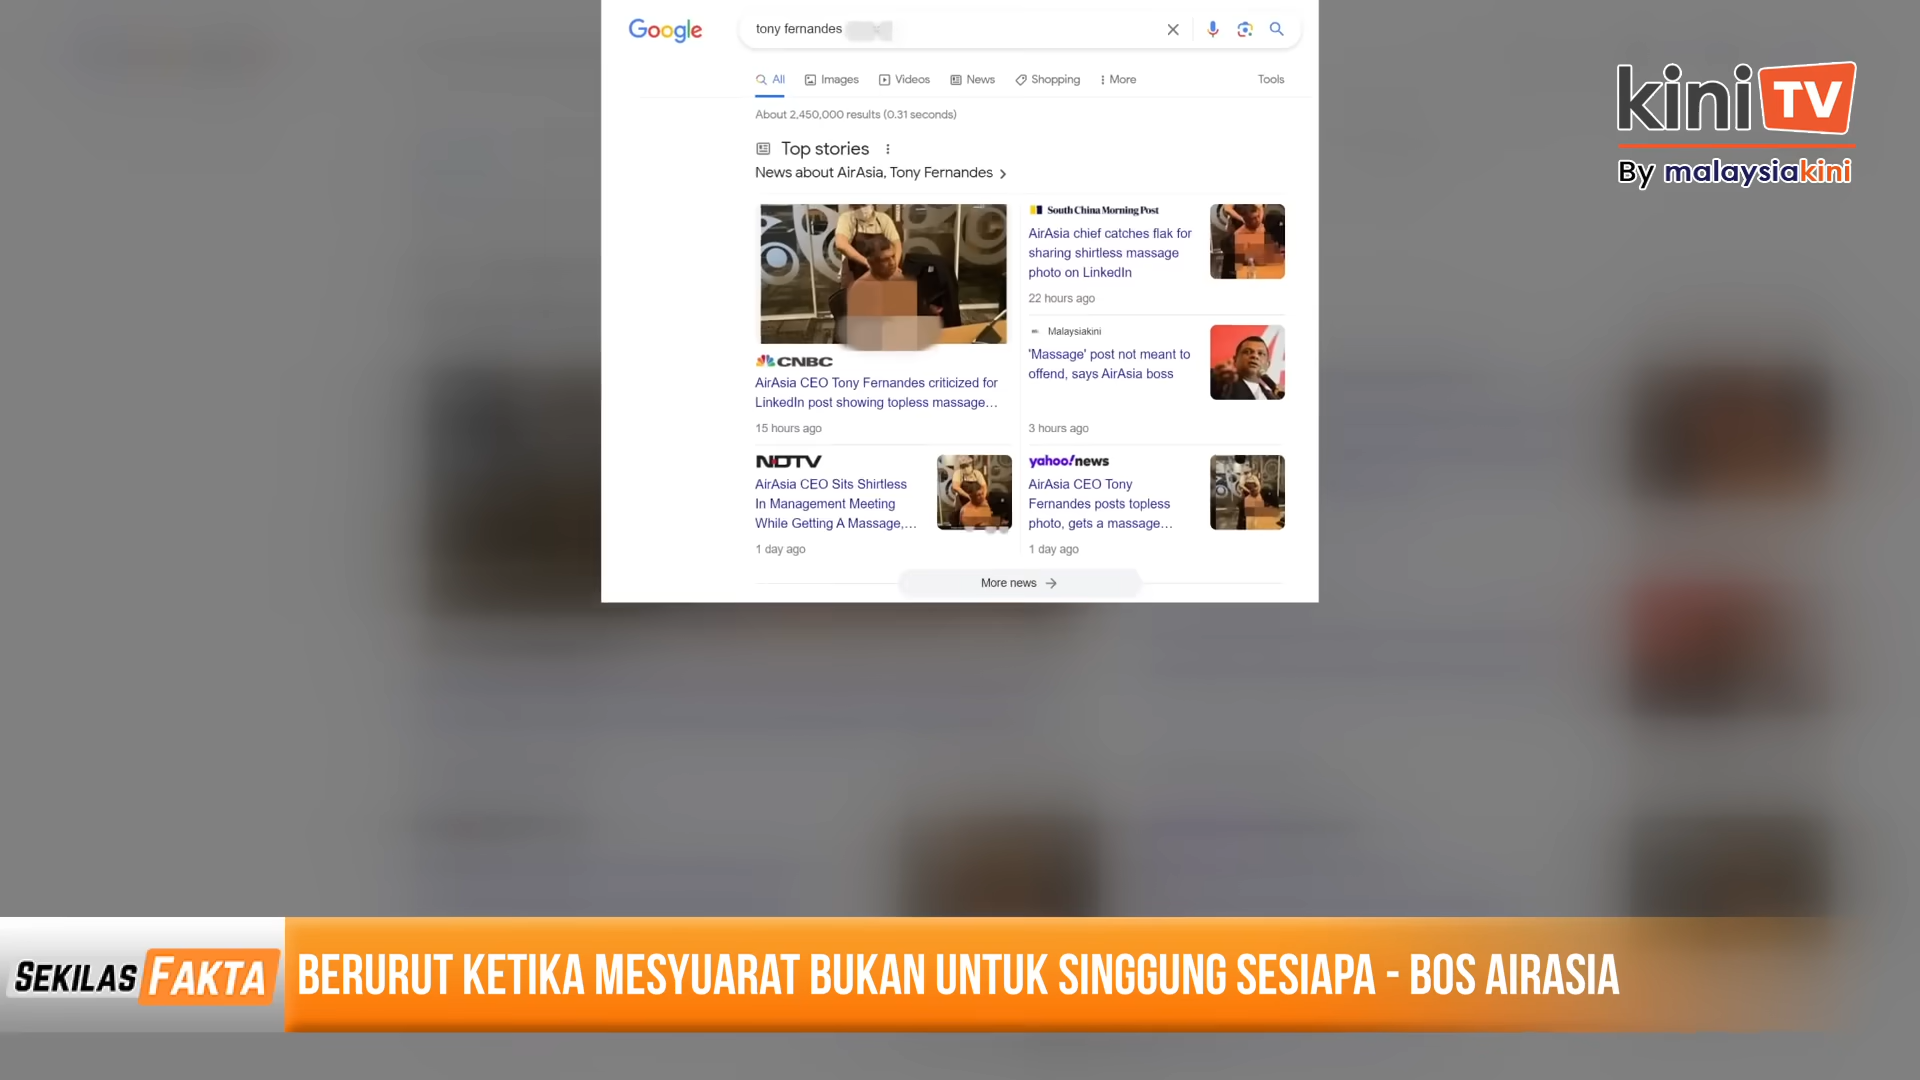 Google
tony fernandes
All
Images
Videos
News
Shopping
More
Tools
About 2,450,000 results (0.31 seconds)
Top stories
News about AirAsia, Tony Fernandes
CNBC
AirAsia CEO Tony Fernandes criticized for
LinkedIn post showing topless massage...
15 hours ago
South China Morning Post
AirAsia chief catches flak for
sharing shirtless massage
photo on LinkedIn
22 hours ago
Malaysiakini
'Massage' post not meant to
offend, says AirAsia boss
3 hours ago
NDTV
AirAsia CEO Sits Shirtless
In Management Meeting
While Getting A Massage,...
1 day ago
yahoo!news
AirAsia CEO Tony
Fernandes posts topless
photo, gets a massage...
1 day ago
More news
kini TV
By malaysiakini
SEKILAS FAKTA
BERURUT KETIKA MESYUARAT BUKAN UNTUK SINGGUNG SESIAPA - BOS AIRASIA